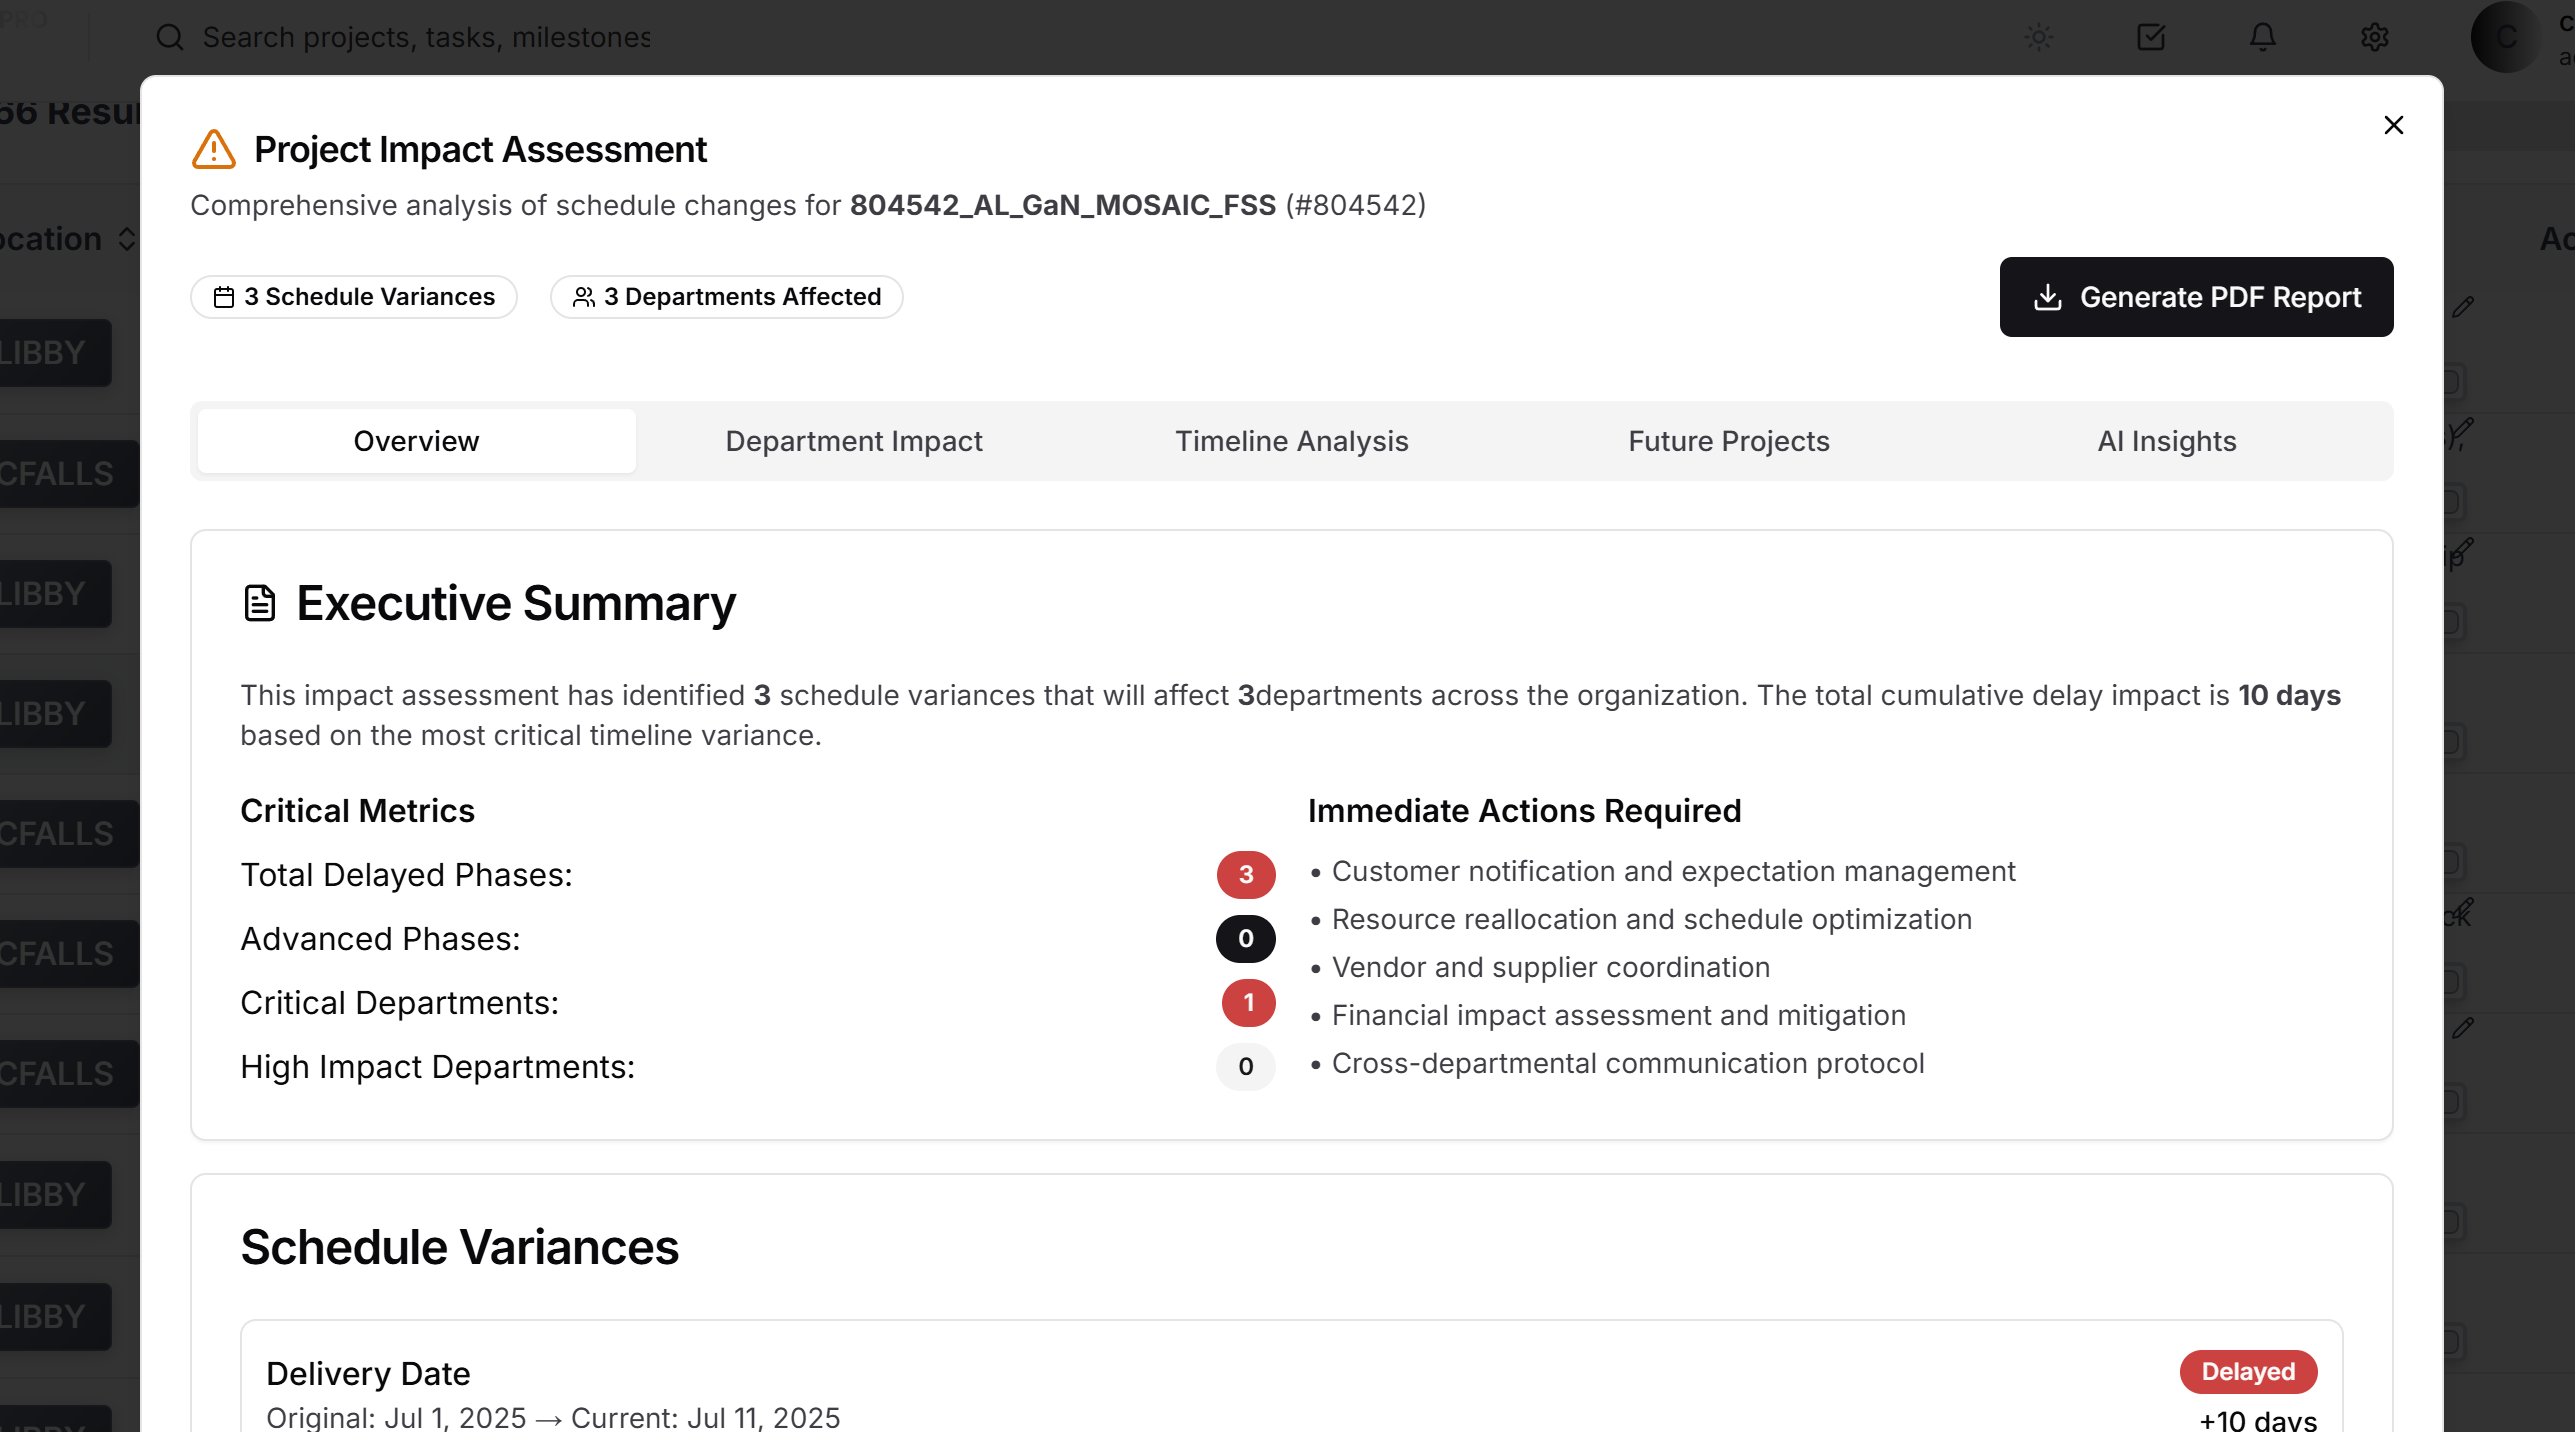 PRO
Search projects, tasks, milestones
C
66 Resul
ocation
Ac
LIBBY
CFALLS
LIBBY
LIBBY
CFALLS
CFALLS
CFALLS
LIBBY
LIBBY
Project Impact Assessment
Comprehensive analysis of schedule changes for 804542_AL_GaN_MOSAIC_FSS (#804542)
3 Schedule Variances
3 Departments Affected
Generate PDF Report
Overview
Department Impact
Timeline Analysis
Future Projects
AI Insights
Executive Summary
This impact assessment has identified 3 schedule variances that will affect 3departments across the organization. The total cumulative delay impact is 10 days
based on the most critical timeline variance.
Critical Metrics
Total Delayed Phases: 3
Advanced Phases: 0
Critical Departments: 1
High Impact Departments: 0
Immediate Actions Required
• Customer notification and expectation management
• Resource reallocation and schedule optimization
• Vendor and supplier coordination
• Financial impact assessment and mitigation
• Cross-departmental communication protocol
Schedule Variances
Delivery Date
Delayed
Original: Jul 1, 2025 → Current: Jul 11, 2025
+10 days